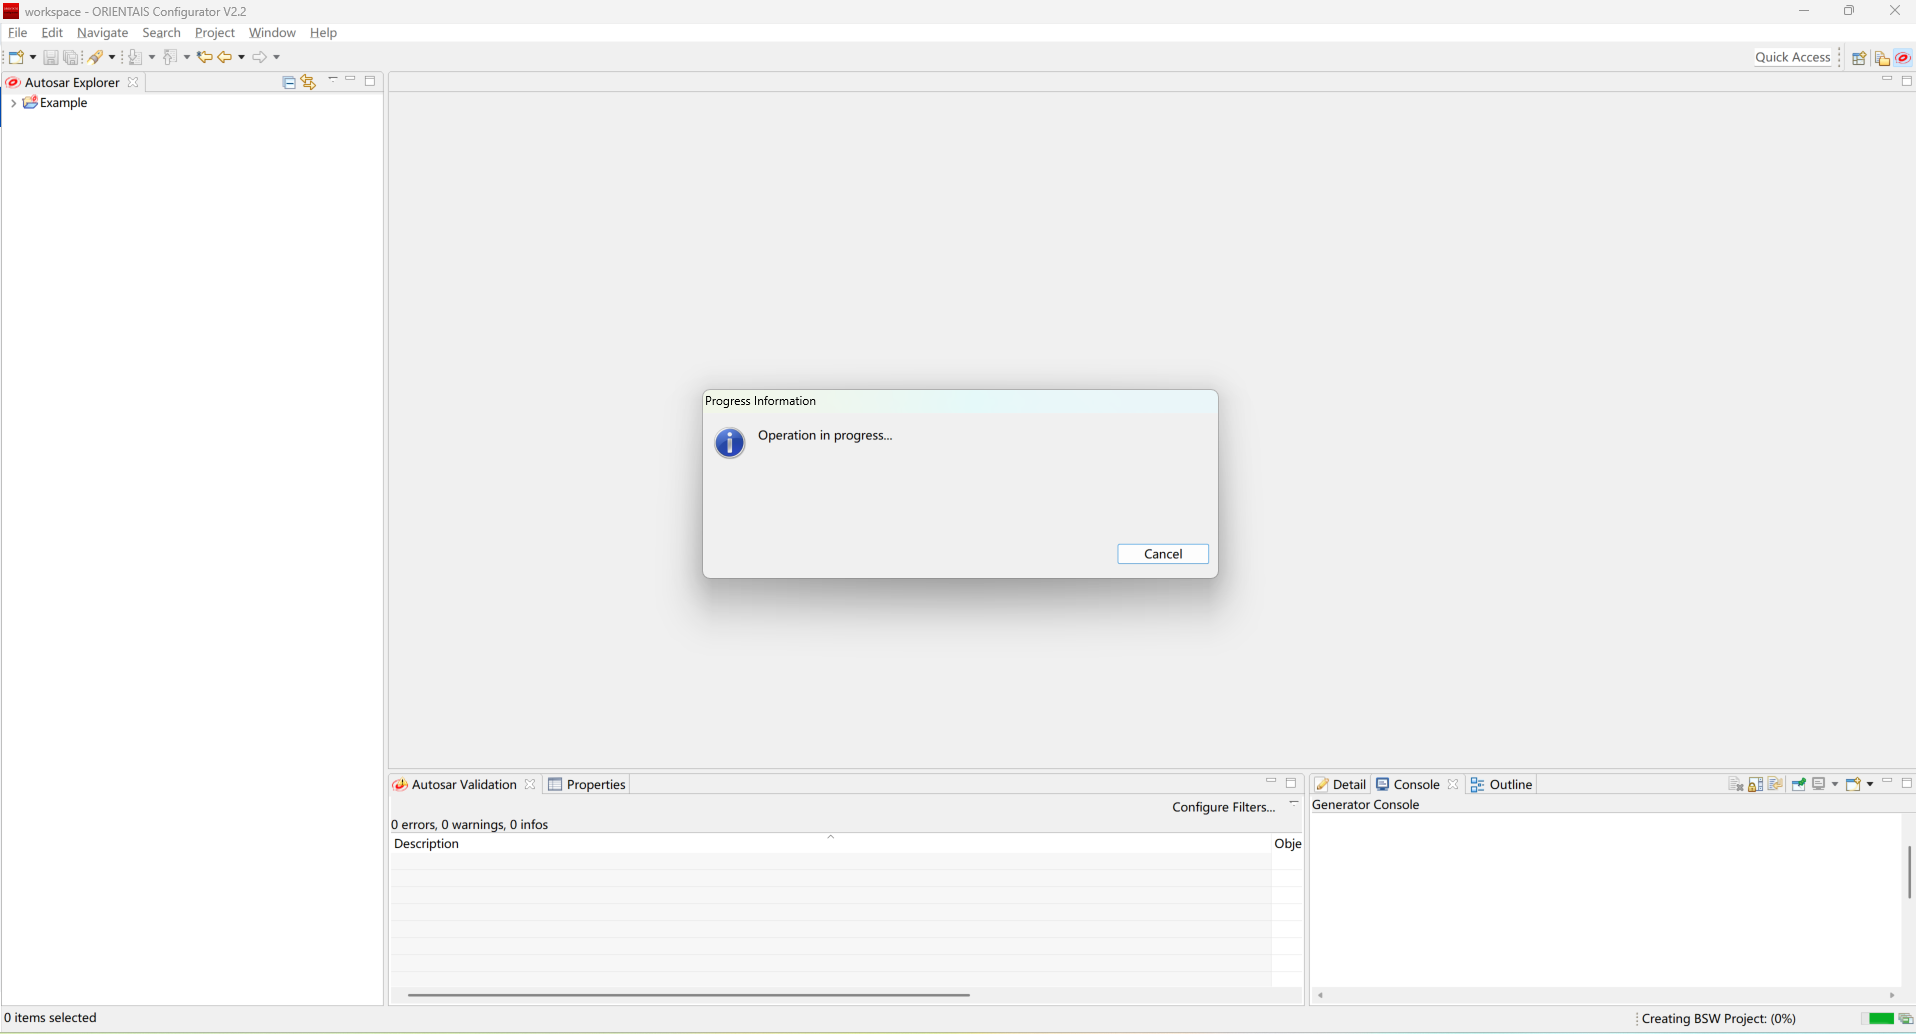 workspace - ORIENTAIS Configurator V2.2
File Edit Navigate Search Project Window Help
Quick Access
Autosar Explorer
Example
Progress Information
Operation in progress...
Cancel
Autosar Validation Properties
Configure Filters...
0 errors, 0 warnings, 0 infos
Description Obje
Detail Console Outline
Generator Console
0 items selected
Creating BSW Project: (0%)